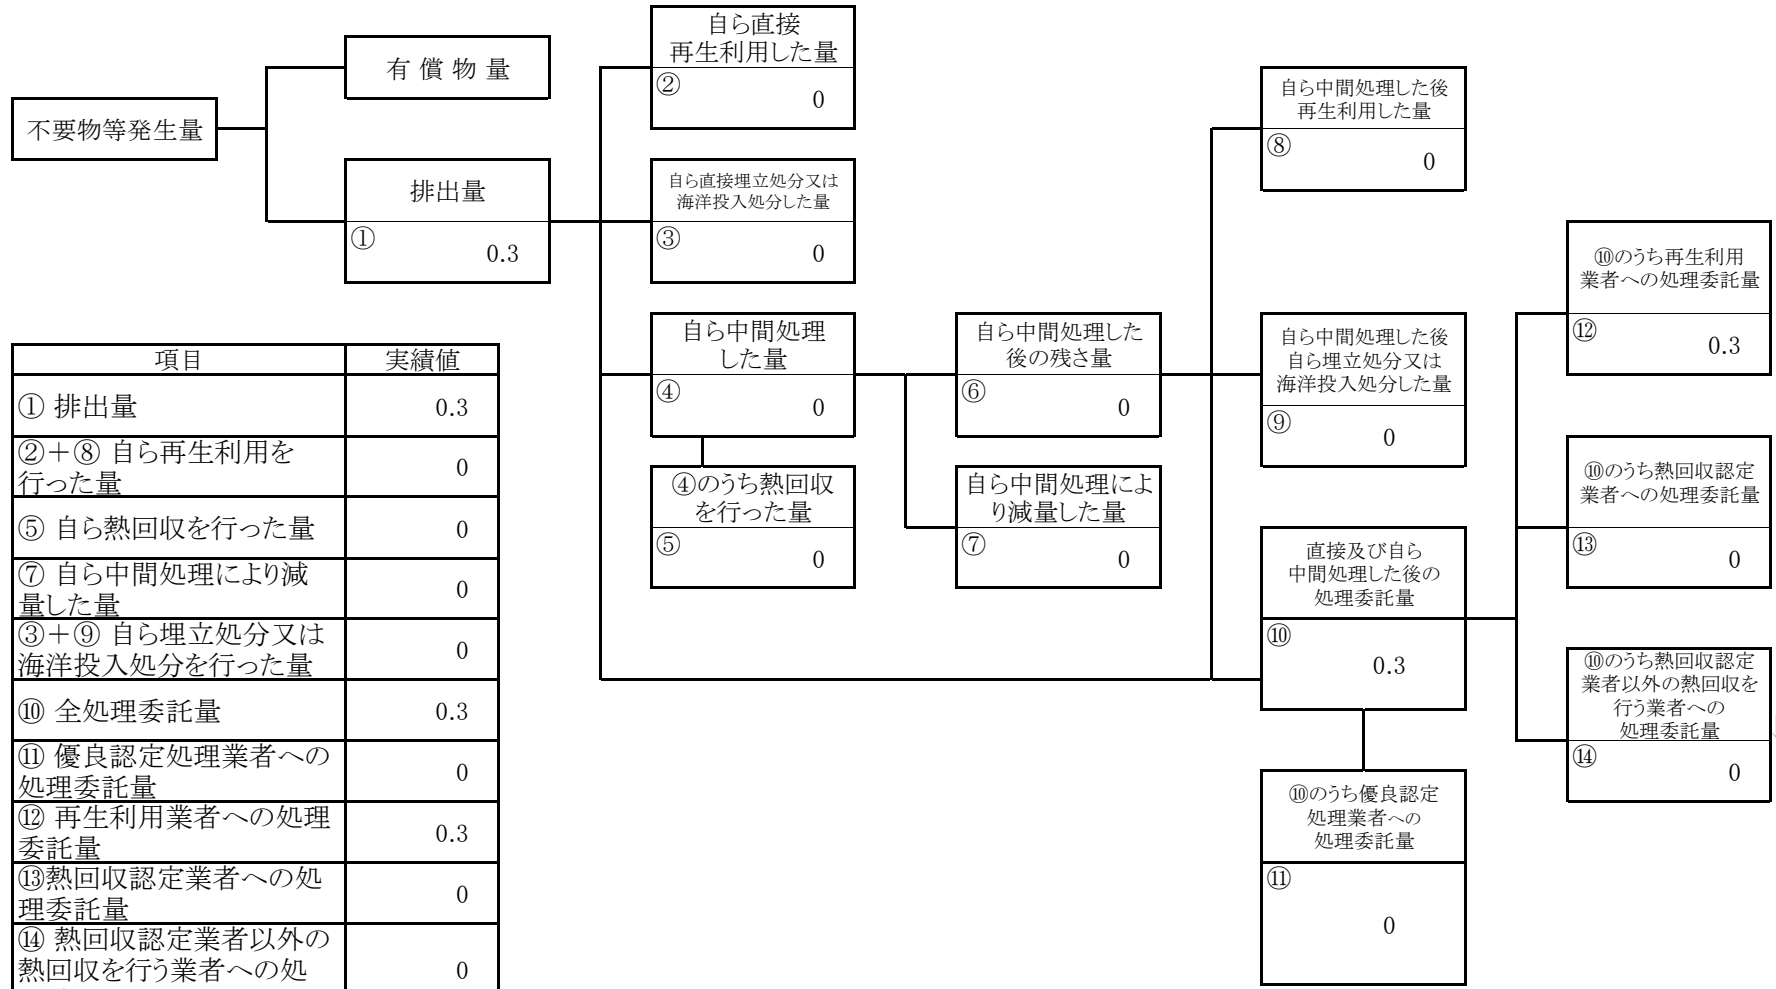 不要物等発生量
有 償 物 量
排出量
①
0.3
自ら直接
再生利用した量
②
0
自ら直接埋立処分又は
海洋投入処分した量
③
0
自ら中間処理
した量
④
0
④のうち熱回収
を行った量
⑤
0
自ら中間処理した
後の残さ量
⑥
0
自ら中間処理によ
り減量した量
⑦
0
自ら中間処理した後
再生利用した量
⑧
0
自ら中間処理した後
自ら埋立処分又は
海洋投入処分した量
⑨
0
直接及び自ら
中間処理した後の
処理委託量
⑩
0.3
⑩のうち優良認定
処理業者への
処理委託量
⑪
0
⑩のうち再生利用
業者への処理委託量
⑫
0.3
⑩のうち熱回収認定
業者への処理委託量
⑬
0
⑩のうち熱回収認定
業者以外の熱回収を
行う業者への
処理委託量
⑭
0
項目 実績値
① 排出量 0.3
②＋⑧ 自ら再生利用を
行った量 0
⑤ 自ら熱回収を行った量 0
⑦ 自ら中間処理により減
量した量 0
③＋⑨ 自ら埋立処分又は
海洋投入処分を行った量 0
⑩ 全処理委託量 0.3
⑪ 優良認定処理業者への
処理委託量 0
⑫ 再生利用業者への処理
委託量 0.3
⑬熱回収認定業者への処
理委託量 0
⑭ 熱回収認定業者以外の
熱回収を行う業者への処 0